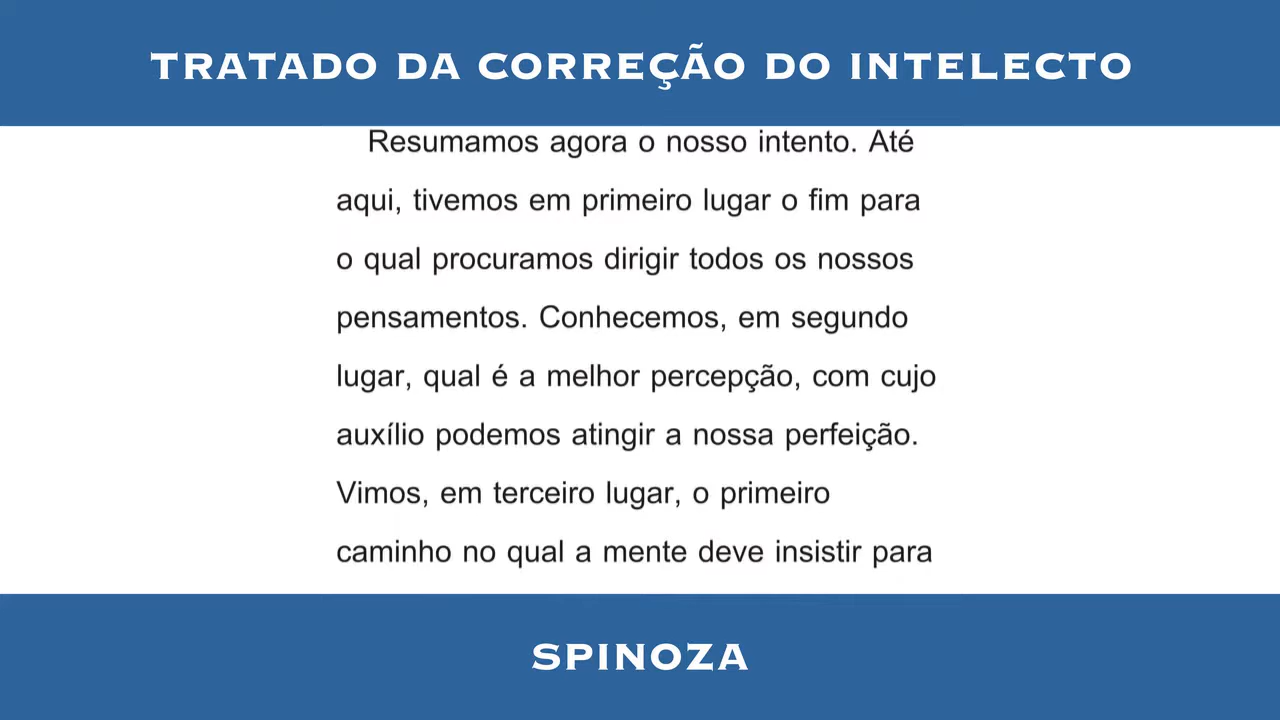 TRATADO DA CORREÇÃO DO INTELECTO
Resumamos agora o nosso intento. Até
aqui, tivemos em primeiro lugar o fim para
o qual procuramos dirigir todos os nossos
pensamentos. Conhecemos, em segundo
lugar, qual é a melhor percepção, com cujo
auxílio podemos atingir a nossa perfeição.
Vimos, em terceiro lugar, o primeiro
caminho no qual a mente deve insistir para
SPINOZA